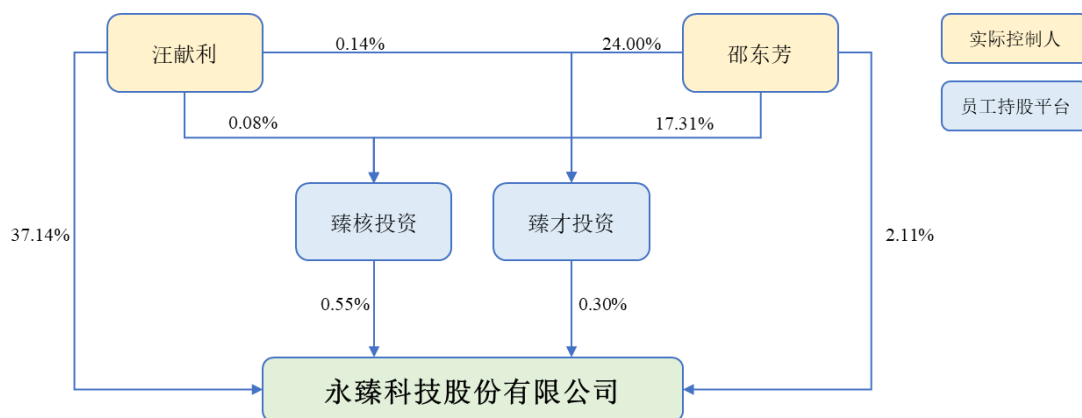 汪献利
0.14%
24.00%
邵东芳
实际控制人
员工持股平台
0.08%
17.31%
臻核投资
臻才投资
37.14%
2.11%
0.55%
0.30%
永臻科技股份有限公司